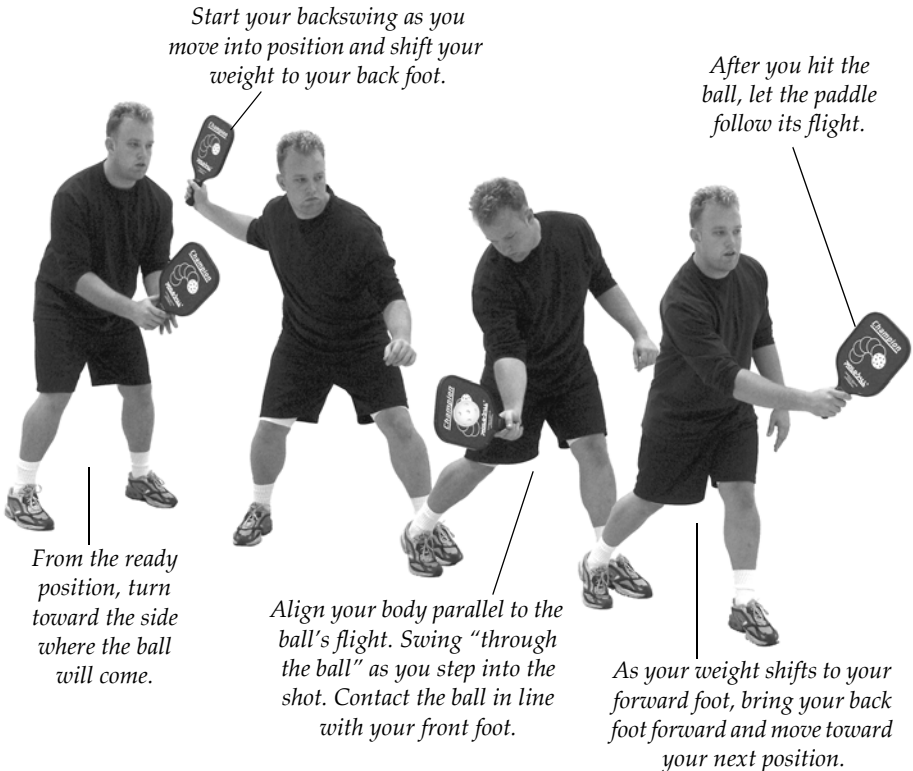 Start your backswing as you
move into position and shift your
weight to your back foot.
After you hit the
ball, let the paddle
follow its flight.
Champion
Champion
Champion
Champion
From the ready
position, turn
toward the side
where the ball
will come.
Align your body parallel to the
ball's flight. Swing “through
the ball” as you step into the
shot. Contact the ball in line
with your front foot.
As your weight shifts to your
forward foot, bring your back
foot forward and move toward
your next position.